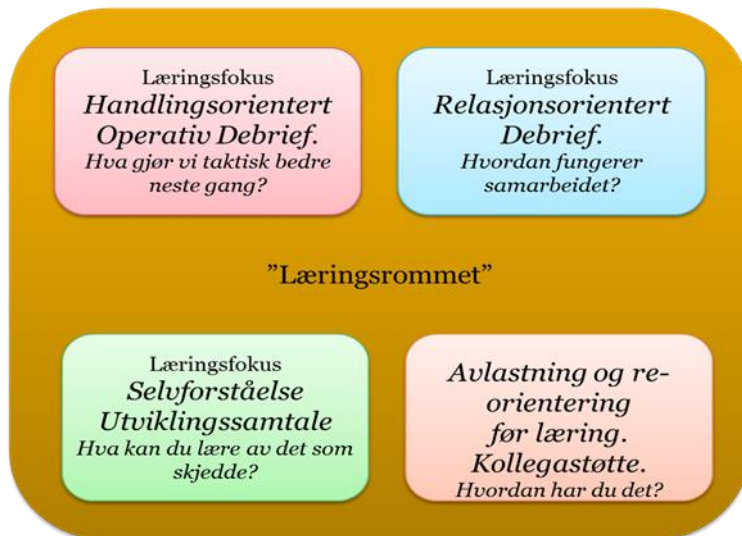 Læringsfokus
Handlingsorientert
Operativ Debrief.
Hva gjør vi taktisk bedre
neste gang?
Læringsfokus
Relasjonsorientert
Debrief.
Hvordan fungerer
samarbeidet?
”Læringsrommet”
Læringsfokus
Selvforståelse
Utviklingssamtale
Hva kan du lære av det som
skjedde?
Avlastning og re-
orientering
før læring.
Kollegastøtte.
Hvordan har du det?